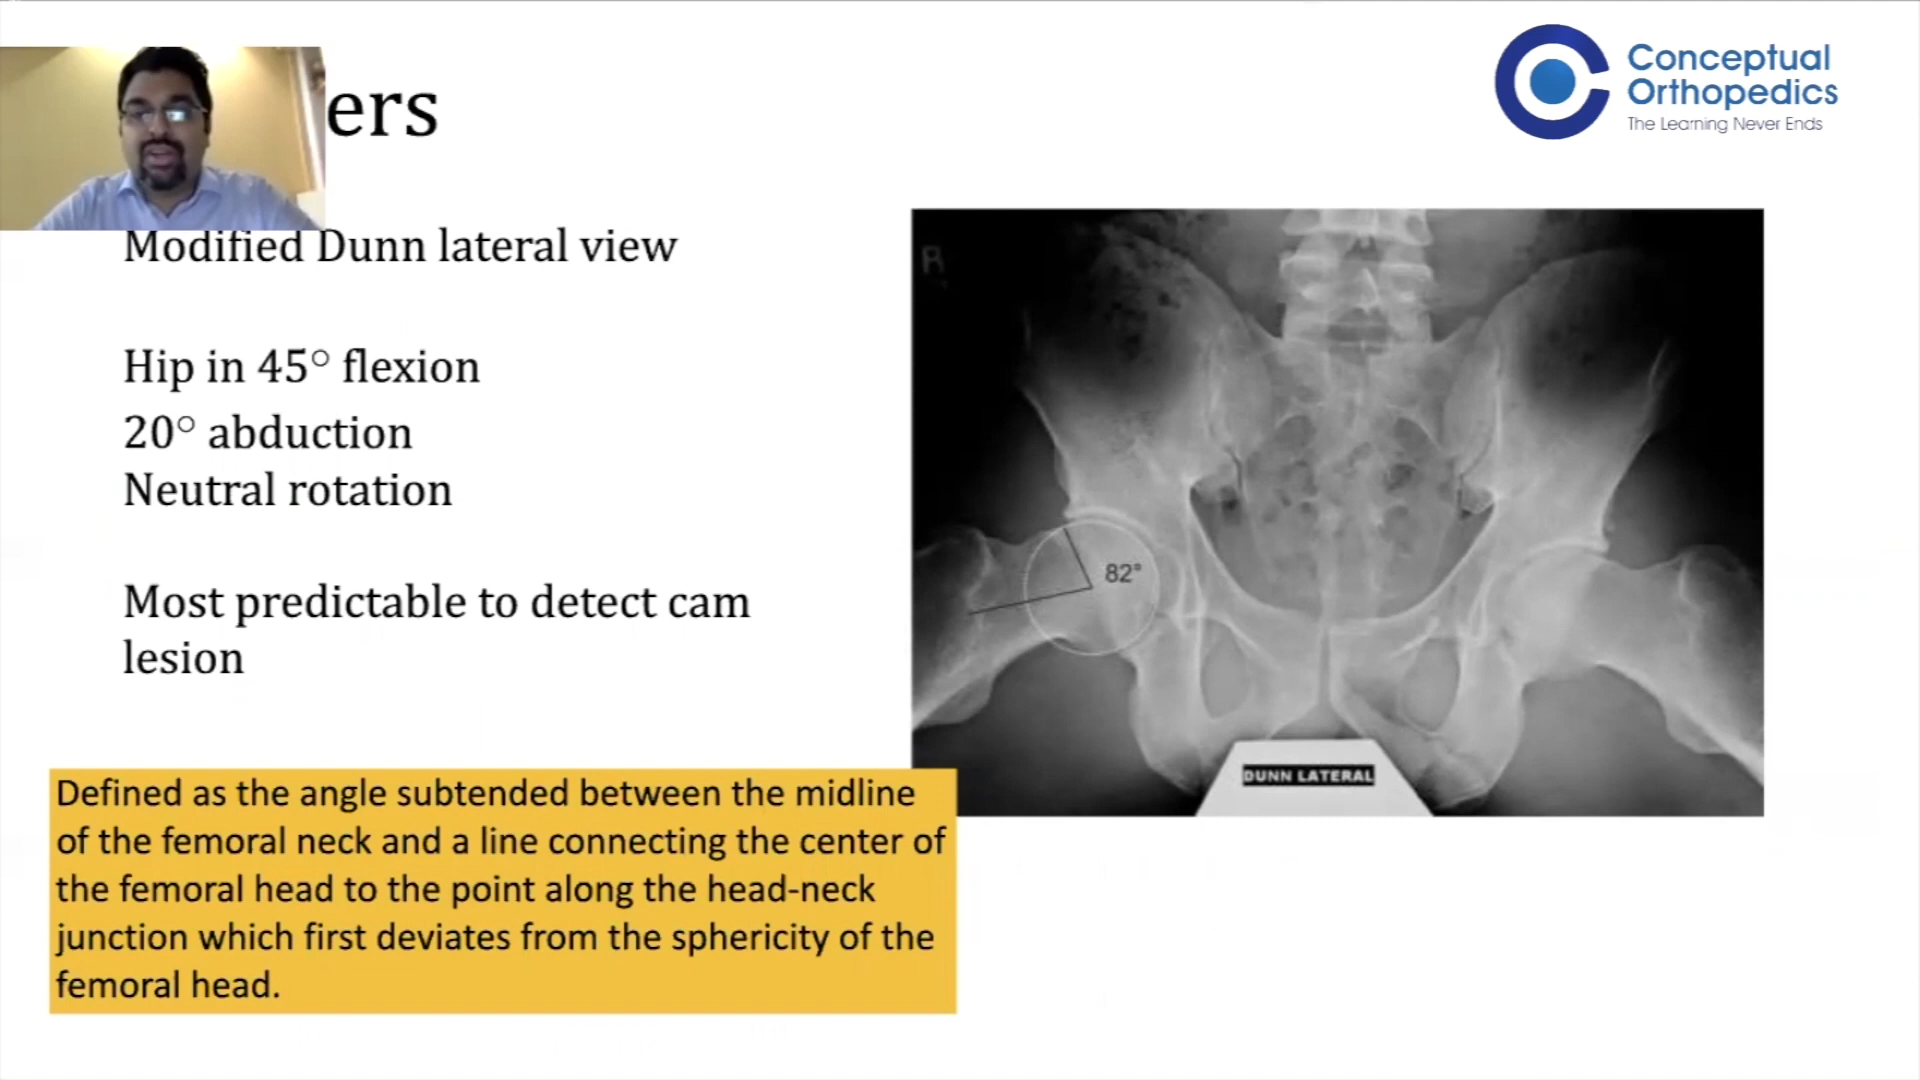 ers
Conceptual
Orthopedics
The Learning Never Ends
Modified Dunn lateral view
Hip in 45° flexion
20° abduction
Neutral rotation
Most predictable to detect cam
lesion
R
82°
DUNN LATERAL
Defined as the angle subtended between the midline
of the femoral neck and a line connecting the center of
the femoral head to the point along the head-neck
junction which first deviates from the sphericity of the
femoral head.